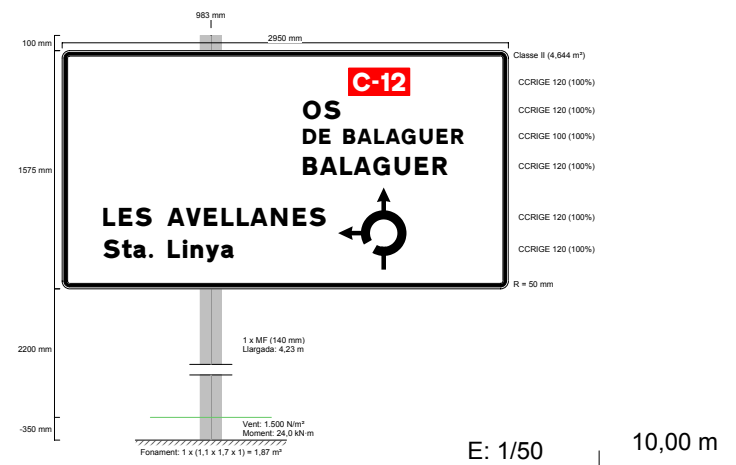 983 mm
100 mm
2950 mm
Classe II (4,644 m²)
C-12
CCRIGE 120 (100%)
OS
CCRIGE 120 (100%)
DE BALAGUER
CCRIGE 100 (100%)
BALAGUER
CCRIGE 120 (100%)
1575 mm
LES AVELLANES
CCRIGE 120 (100%)
Sta. Linya
CCRIGE 120 (100%)
R = 50 mm
1 x MF (140 mm)
Llargada: 4,23 m
2200 mm
Vent: 1.500 N/m²
Moment: 24,0 kN·m
-350 mm
Fonament: 1 x (1,1 x 1,7 x 1) = 1,87 m³
E: 1/50
10,00 m